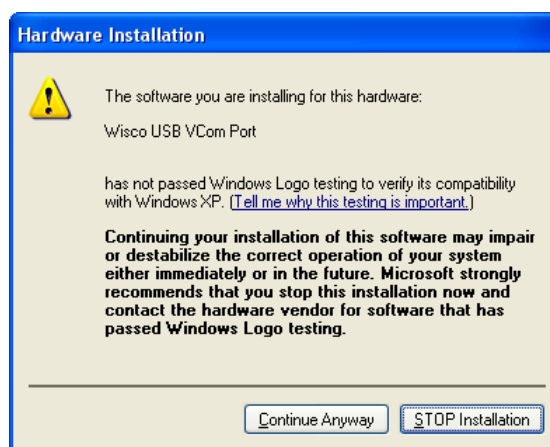 Hardware Installation
The software you are installing for this hardware:
Wisco USB VCom Port
has not passed Windows Logo testing to verify its compatibility
with Windows XP. (Tell me why this testing is important.)
Continuing your installation of this software may impair
or destabilize the correct operation of your system
either immediately or in the future. Microsoft strongly
recommends that you stop this installation now and
contact the hardware vendor for software that has
passed Windows Logo testing.
Continue Anyway STOP Installation